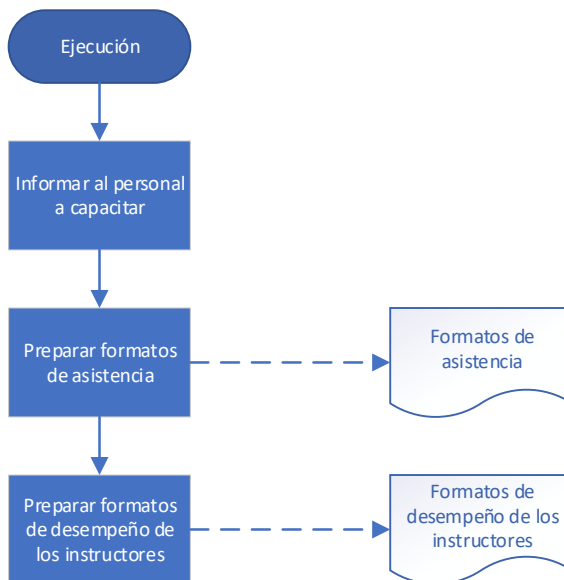 Ejecución
Informar al personal
a capacitar
Preparar formatos
de asistencia
Formatos de
asistencia
Preparar formatos
de desempeño de
los instructores
Formatos de
desempeño de los
instructores